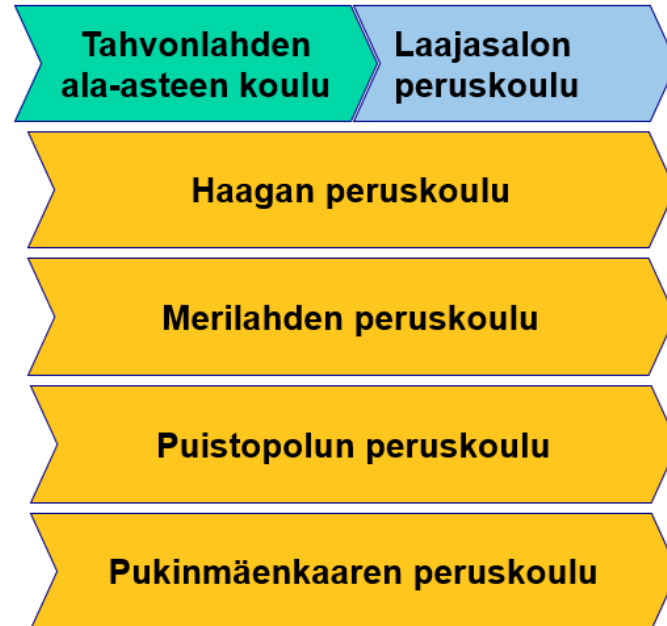 Tahvonlahden
ala-asteen koulu
Laajasalon
peruskoulu
Haagan peruskoulu
Merilahden peruskoulu
Puistopolun peruskoulu
Pukinmäenkaaren peruskoulu